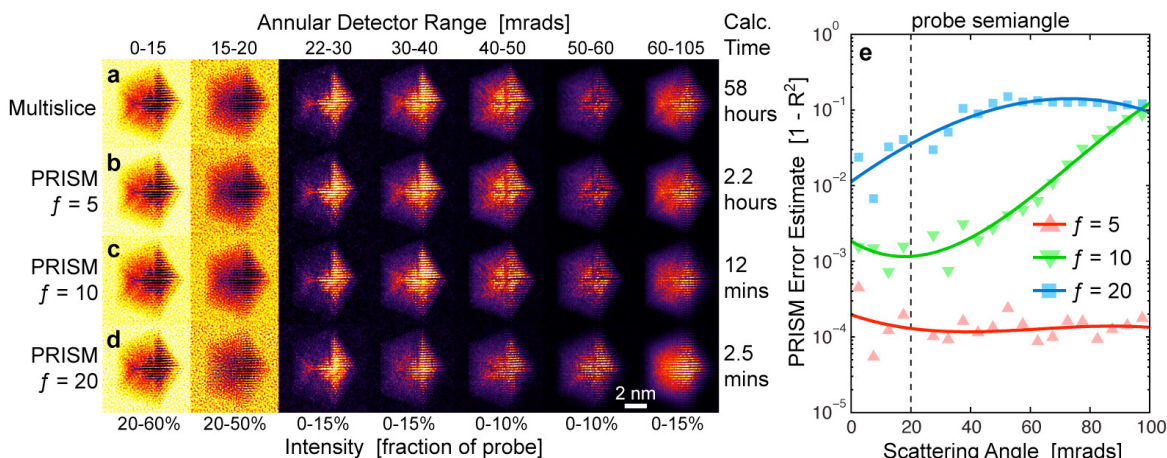 Annular Detector Range [mrads]
Calc.
Time
0-15 15-20 22-30 30-40 40-50 50-60 60-105
a
Multislice
58
hours
b
PRISM
ƒ = 5
2.2
hours
c
PRISM
ƒ = 10
12
mins
d
PRISM
ƒ = 20
2.5
mins
2 nm
20-60% 20-50% 0-15% 0-15% 0-10% 0-10% 0-15%
Intensity [fraction of probe]
probe semiangle
e
PRISM Error Estimate [1 - R²]
10⁰
10⁻¹
10⁻²
10⁻³
10⁻⁴
10⁻⁵
ƒ = 5
ƒ = 10
ƒ = 20
0 20 40 60 80 100
Scattering Angle [mrads]